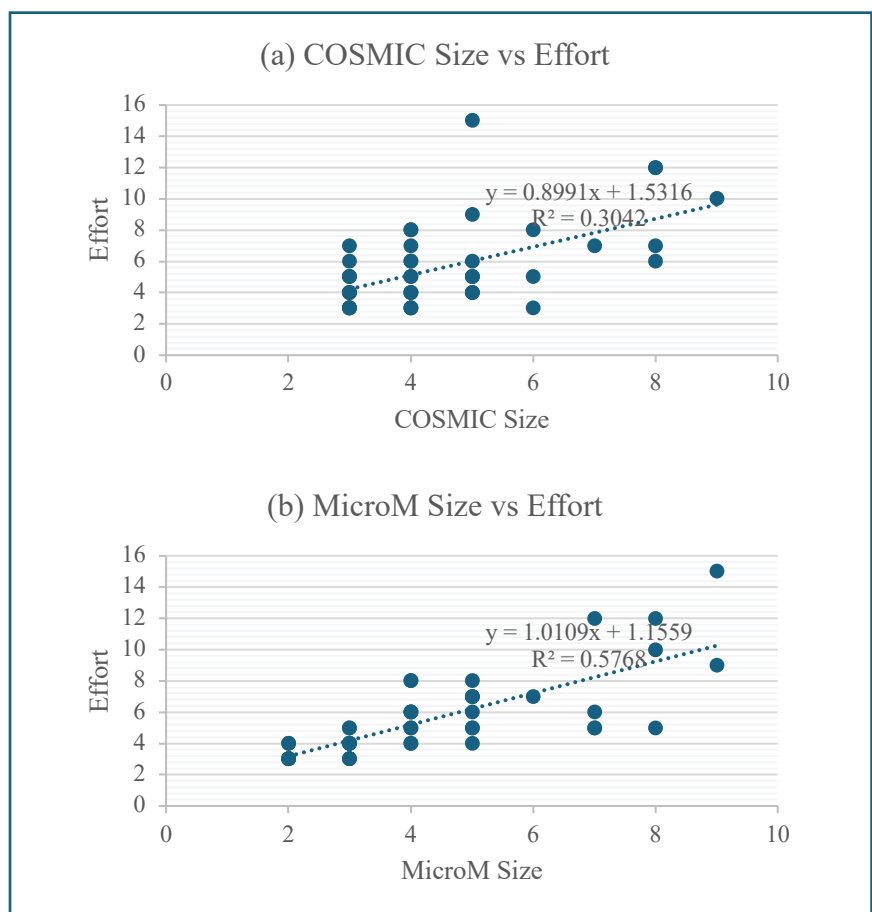 (a) COSMIC Size vs Effort
16
14
12
10
8
6
4
2
0
Effort
y = 0.8991x + 1.5316
R² = 0.3042
0 2 4 6 8 10
COSMIC Size
(b) MicroM Size vs Effort
16
14
12
10
8
6
4
2
0
Effort
y = 1.0109x + 1.1559
R² = 0.5768
0 2 4 6 8 10
MicroM Size